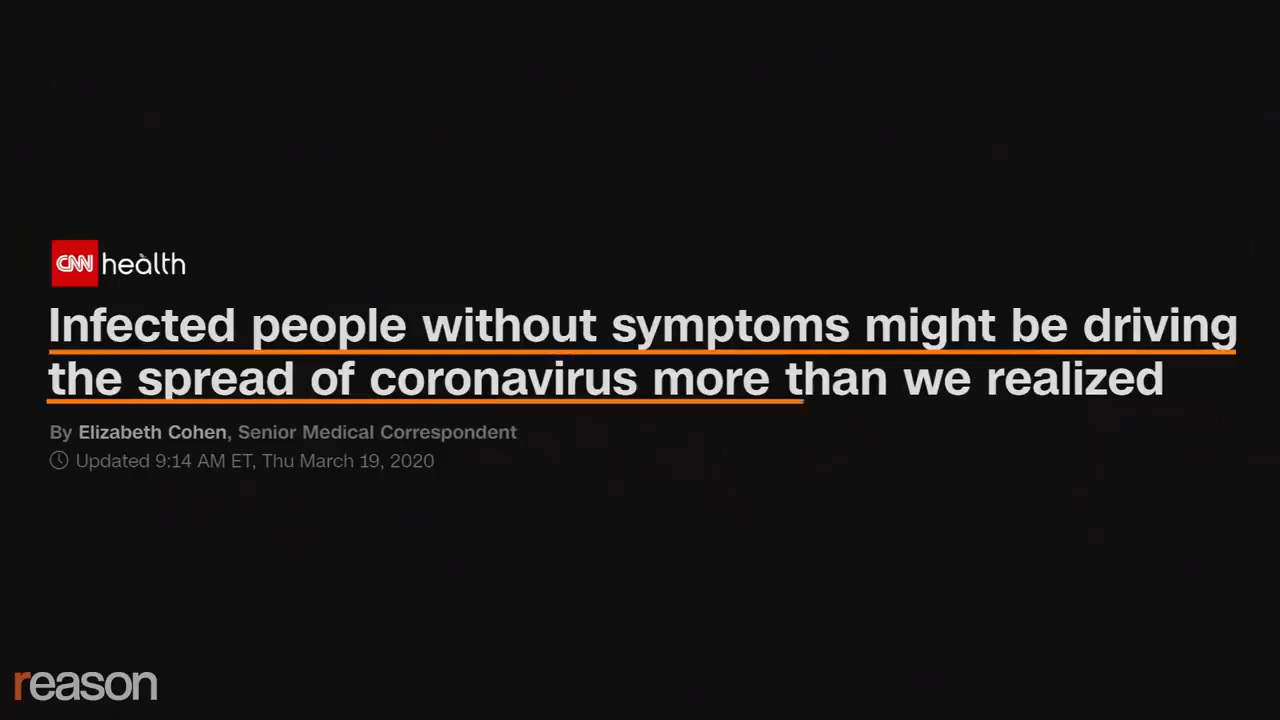 CNN health
Infected people without symptoms might be driving
the spread of coronavirus more than we realized
By Elizabeth Cohen, Senior Medical Correspondent
Updated 9:14 AM ET, Thu March 19, 2020
reason